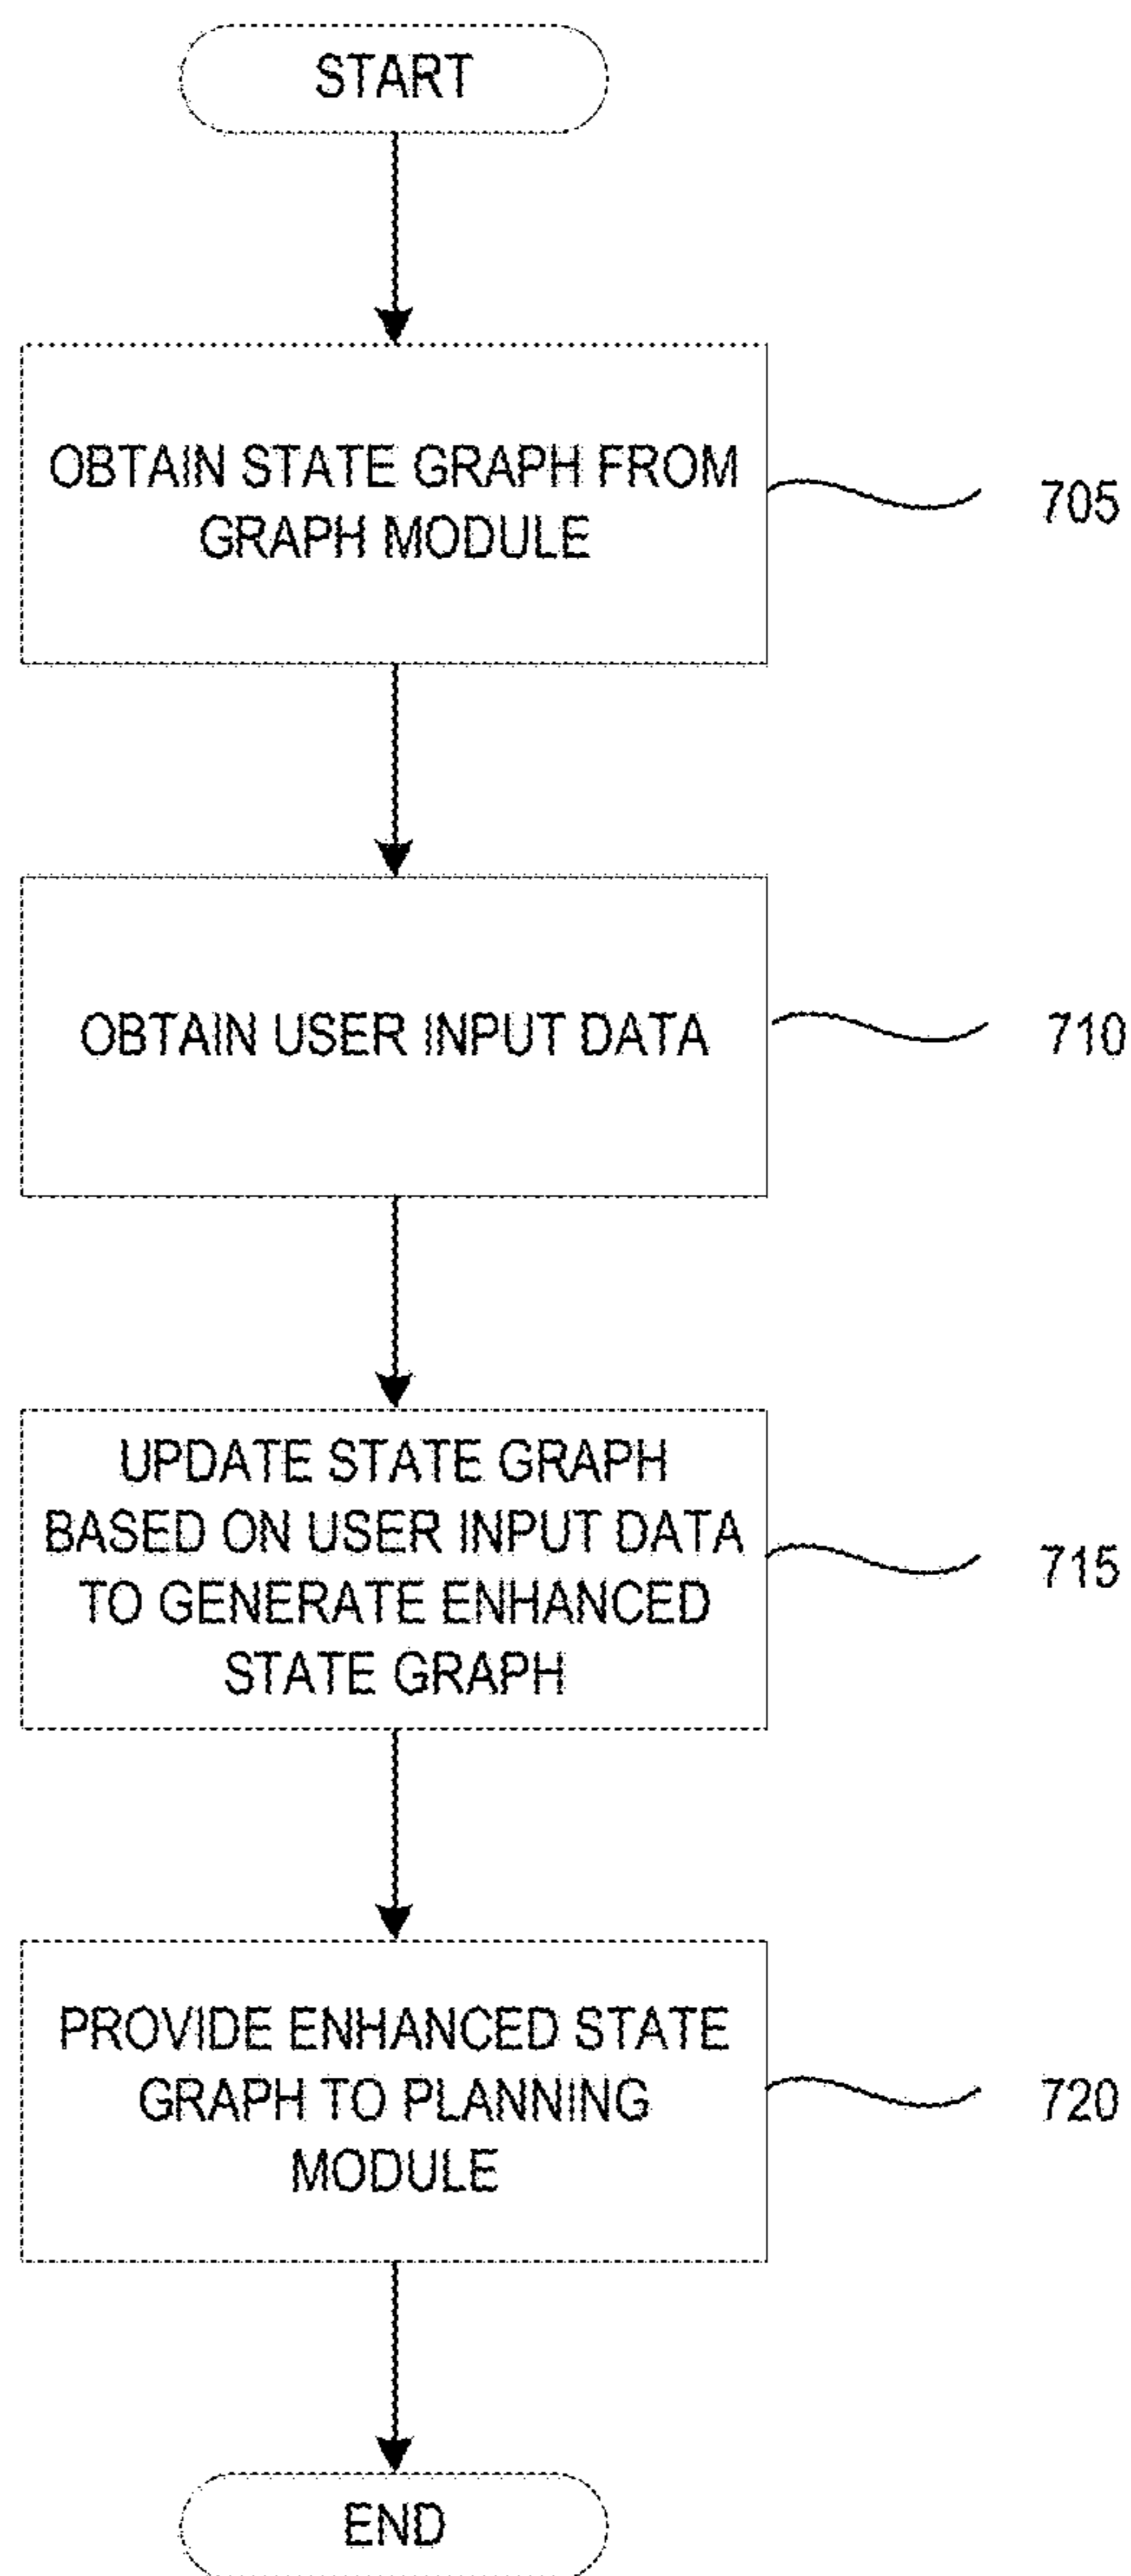 START
OBTAIN STATE GRAPH FROM
GRAPH MODULE
705
OBTAIN USER INPUT DATA
710
UPDATE STATE GRAPH
BASED ON USER INPUT DATA
TO GENERATE ENHANCED
STATE GRAPH
715
PROVIDE ENHANCED STATE
GRAPH TO PLANNING
MODULE
720
END